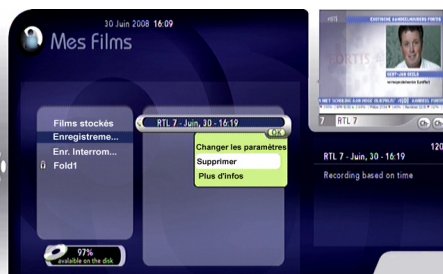 30 Juin 2008 16:09
Mes Films
Films stockés
Enregistreme...
Enr. Interrom...
Fold1
RTL 7 - Juin, 30 - 16:19
OK
Changer les paramètres
Supprimer
Plus d'infos
97%
avalaible on the disk
RTL 7
120
RTL 7 - Juin, 30 - 16:19
Recording based on time